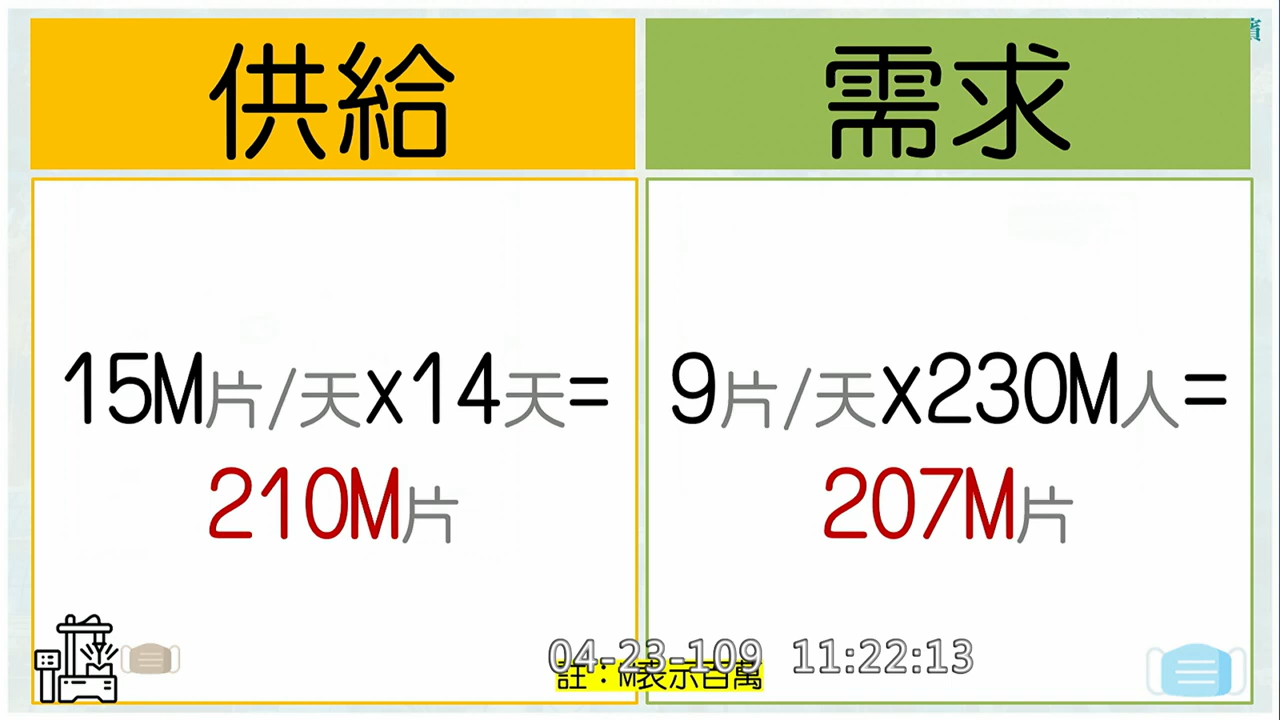 供給
需求
15M片/天x14天=
210M片
9片/天x230M人=
207M片
04-23-109 11:22:13
註：M表示百萬